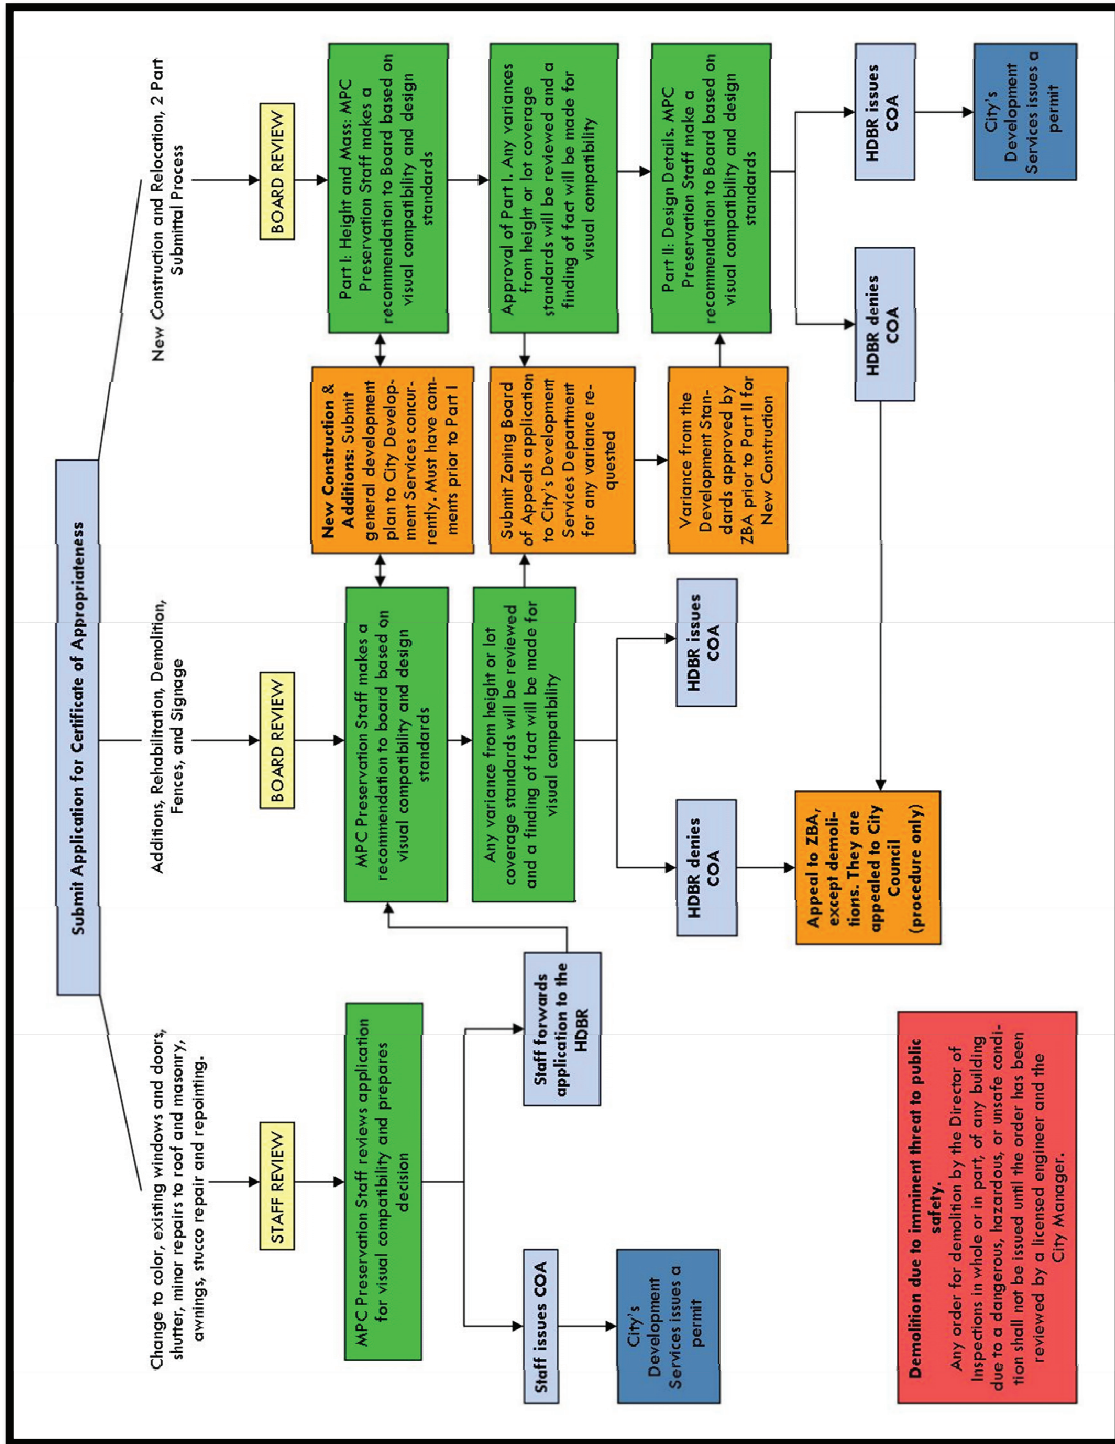 Submit Application for Certificate of Appropriateness
Change to color, existing windows and doors,
shutter, minor repairs to roof and masonry,
awnings, stucco repair and repointing.
STAFF REVIEW
MPC Preservation Staff reviews application
for visual compatibility and prepares
decision
Staff issues COA
City's
Development
Services issues a
permit
Staff forwards
application to the
HDBR
Additions, Rehabilitation, Demolition,
Fences, and Signage
BOARD REVIEW
MPC Preservation Staff makes a
recommendation to board based on
visual compatibility and design
standards
Any variance from height or lot
coverage standards will be reviewed
and a finding of fact will be made for
visual compatibility
HDBR denies
COA
HDBR issues
COA
Appeal to ZBA,
except demoli-
tions. They are
appealed to City
Council
(procedure only)
New Construction &
Additions: Submit
general development
plan to City Develop-
ment Services concur-
rently. Must have com-
ments prior to Part I
Submit Zoning Board
of Appeals application
to City's Development
Services Department
for any variance re-
quested
Variance from the
Development Stan-
dards approved by
ZBA prior to Part II for
New Construction
New Construction and Relocation, 2 Part
Submittal Process
BOARD REVIEW
Part I: Height and Mass: MPC
Preservation Staff makes a
recommendation to Board based on
visual compatibility and design
standards
Approval of Part I. Any variances
from height or lot coverage
standards will be reviewed and a
finding of fact will be made for
visual compatibility
Part II: Design Details. MPC
Preservation Staff make a
recommendation to Board based on
visual compatibility and design
standards
HDBR denies
COA
HDBR issues
COA
City's
Development
Services issues a
permit
Demolition due to imminent threat to public
safety.
Any order for demolition by the Director of
Inspections in whole or in part, of any building
due to a dangerous, hazardous, or unsafe condi-
tion shall not be issued until the order has been
reviewed by a licensed engineer and the
City Manager.